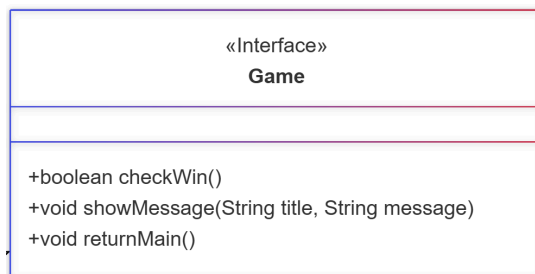 «Interface»
Game
+boolean checkWin()
+void showMessage(String title, String message)
+void returnMain()